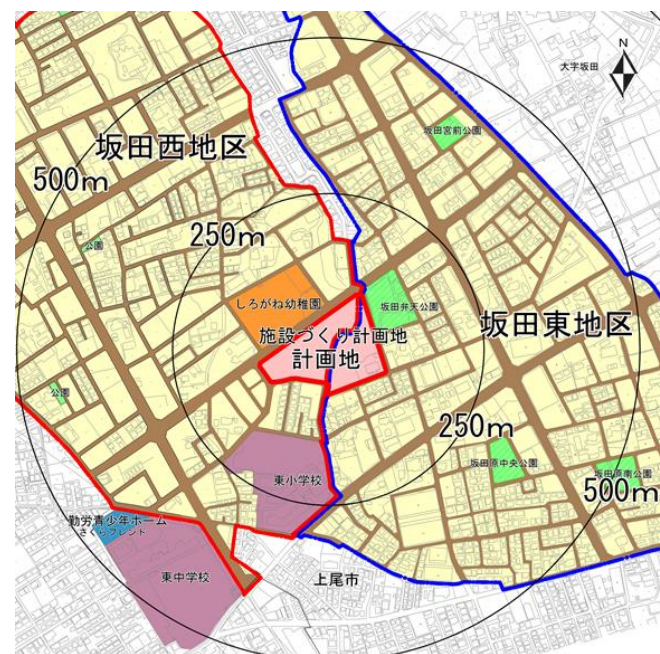 N
大字坂田
坂田宮前公園
坂田西地区
500m
250m
公園
しろがね幼稚園
坂田弁天公園
施設づくり計画地
計画地
坂田東地区
公園
250m
坂田原中央公園
坂田原南公園
500m
東小学校
勤労青少年ホーム
さくらフレンド
東中学校
上尾市